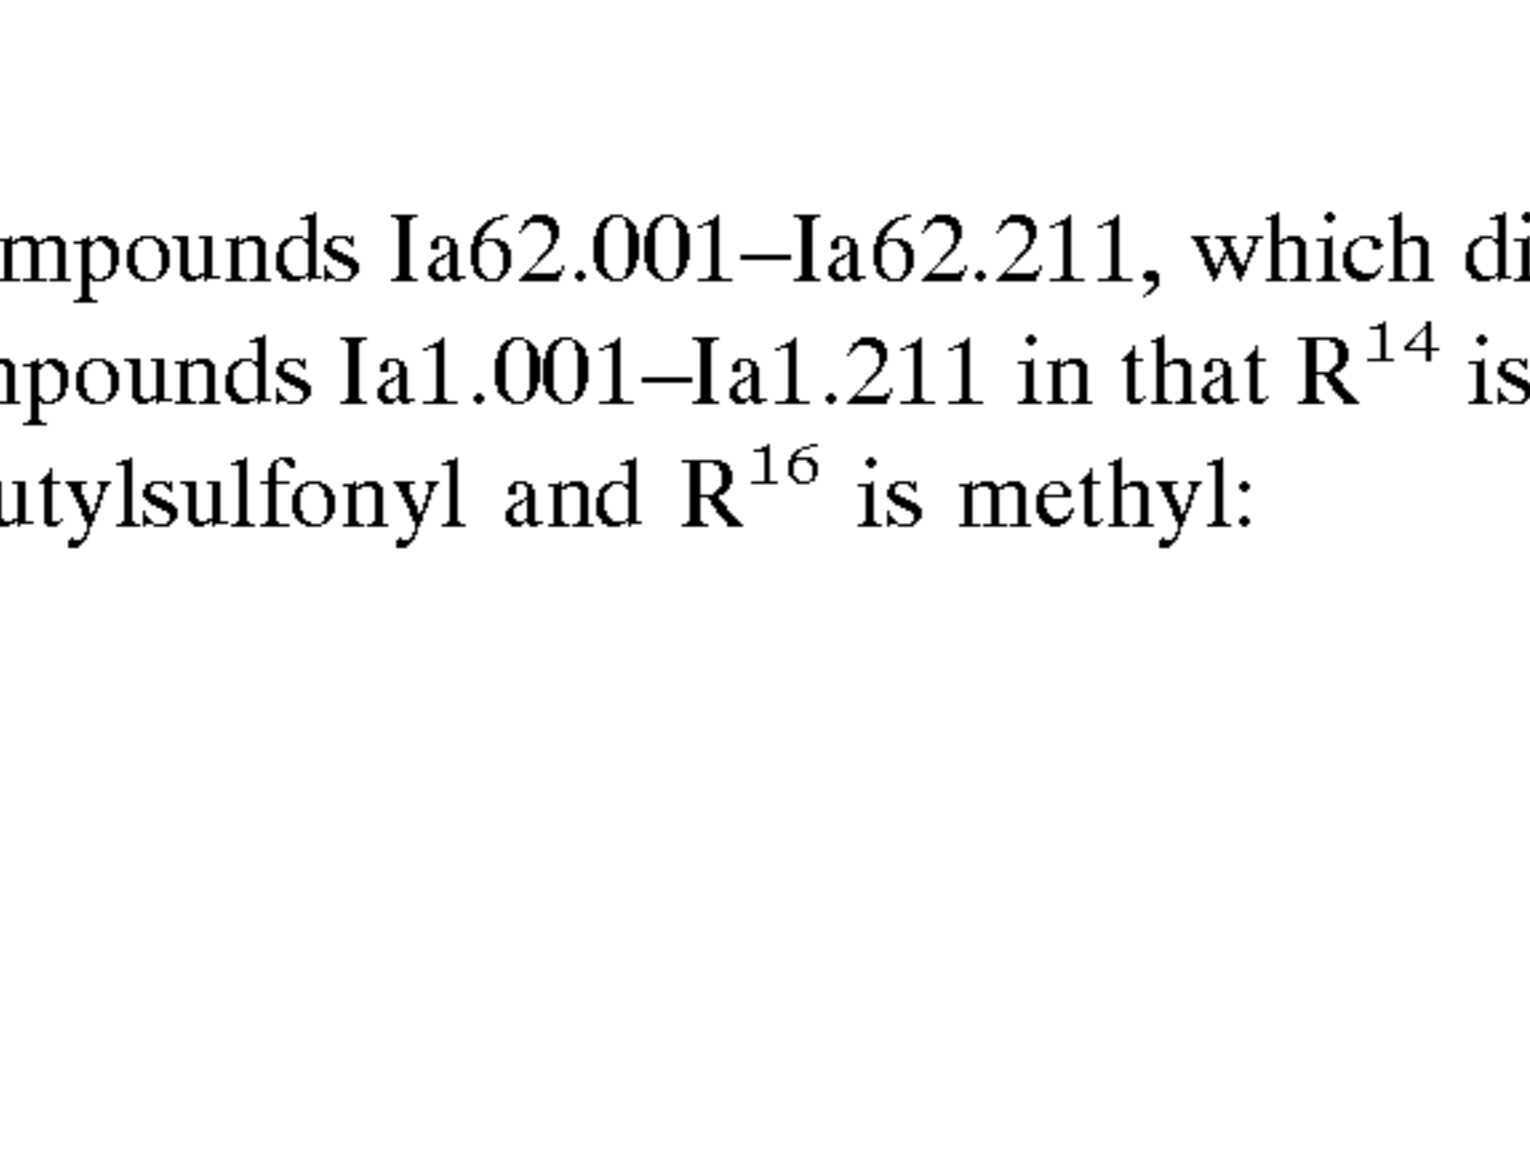 mpounds Ia62.001–Ia62.211, which di
pounds Ia1.001–Ia1.211 in that R¹⁴ is
utylsulfonyl and R¹⁶ is methyl: